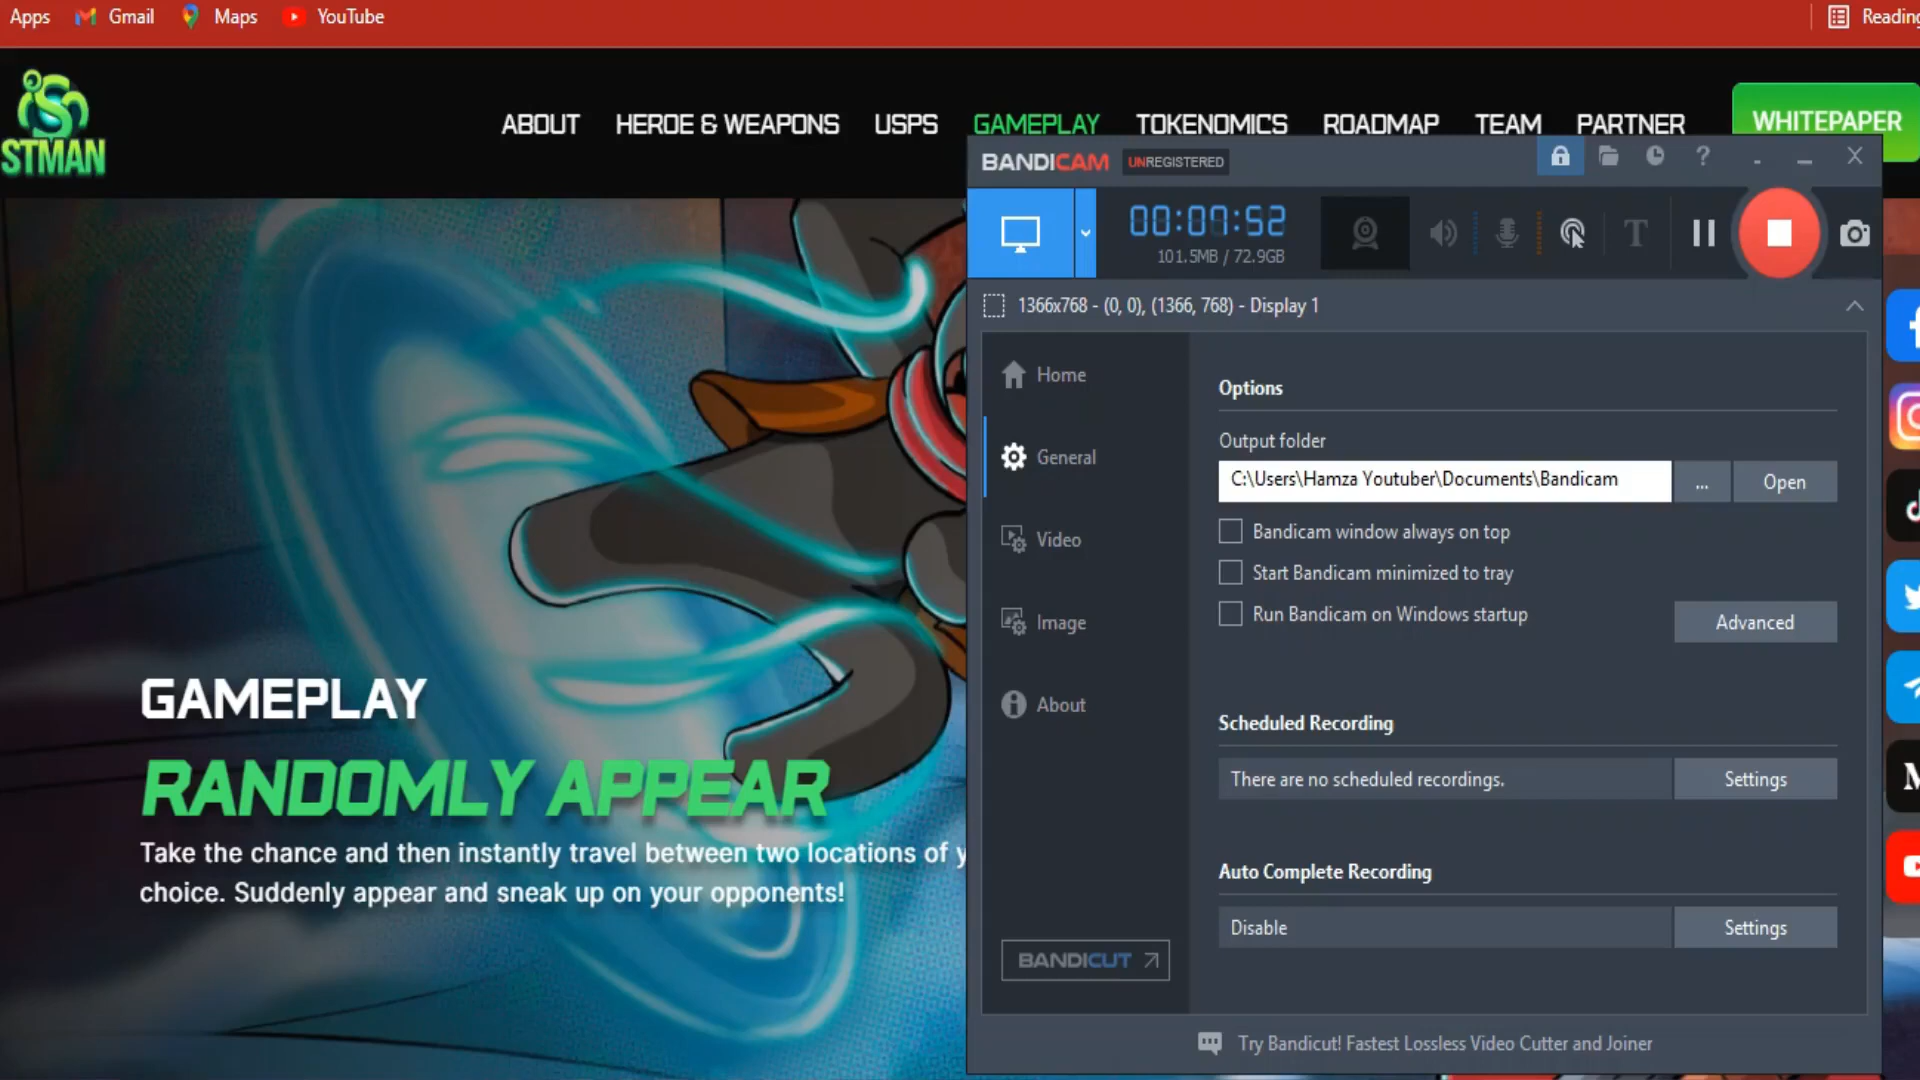 Apps Gmail Maps YouTube
STMAN
ABOUT HEROE & WEAPONS USPS GAMEPLAY TOKENOMICS ROADMAP TEAM PARTNER WHITEPAPER
BANDICAM UNREGISTERED
00:07:52
101.5MB / 72.9GB
1366x768 - (0, 0), (1366, 768) - Display 1
Home
General
Video
Image
About
BANDICUT
Options
Output folder
C:\Users\Hamza Youtuber\Documents\Bandicam ... Open
Bandicam window always on top
Start Bandicam minimized to tray
Run Bandicam on Windows startup
Advanced
Scheduled Recording
There are no scheduled recordings. Settings
Auto Complete Recording
Disable Settings
Try Bandicut! Fastest Lossless Video Cutter and Joiner
GAMEPLAY
RANDOMLY APPEAR
Take the chance and then instantly travel between two locations of
choice. Suddenly appear and sneak up on your opponents!